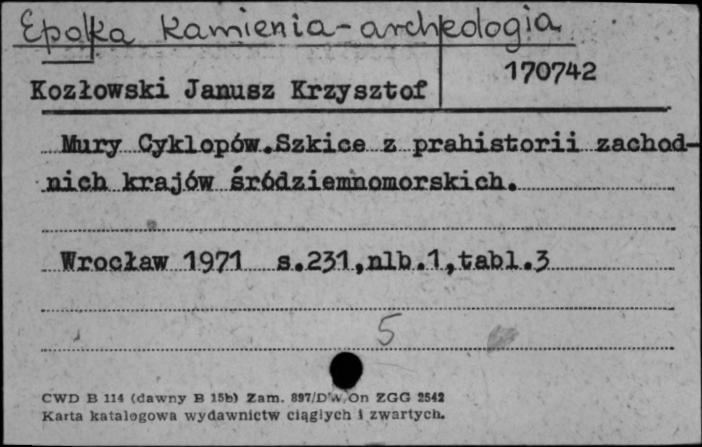 Epoka kamienia - archeologia
170742
Kozłowski Janusz Krzysztof
Mury Cyklopów.Szkice z prahistorii zachod-
nich krajów śródziemnomorskich.
Wrocław 1971 s.231,nlb.1,tabl.3
5
CWD B 114 (dawny B 15b) Zam. 897/D W. On ZGG 2542
Karta katalogowa wydawnictw ciągłych i zwartych.